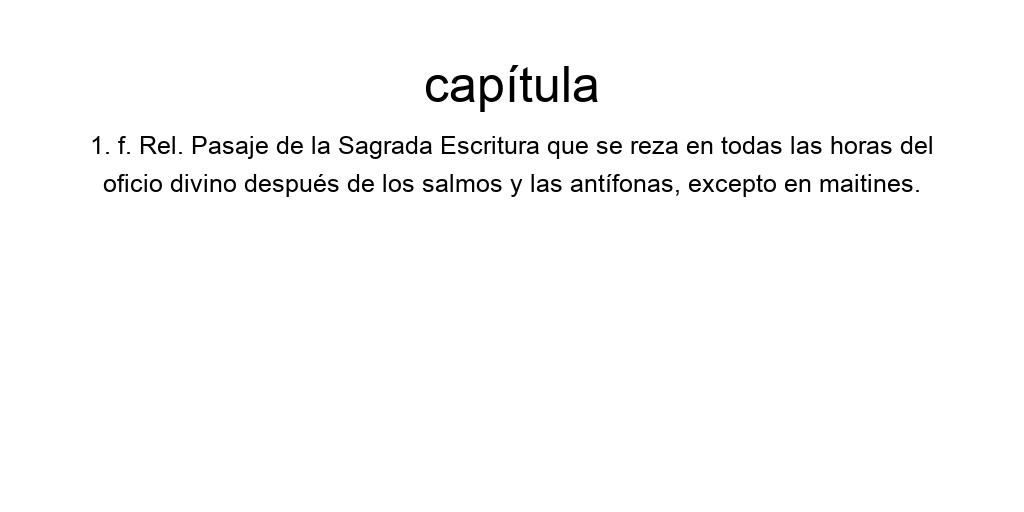 capítula
1. f. Rel. Pasaje de la Sagrada Escritura que se reza en todas las horas del
oficio divino después de los salmos y las antífonas, excepto en maitines.